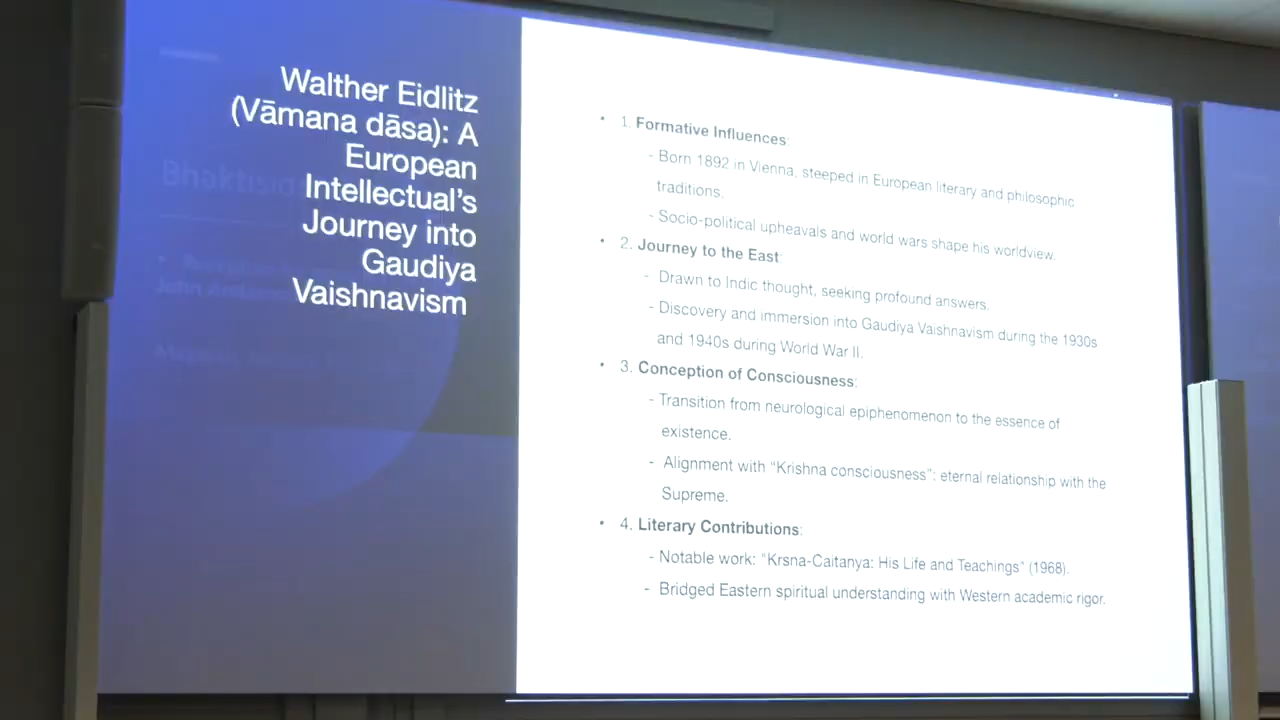 Walther Eidlitz
(Vāmana dāsa): A
European
Intellectual's
Journey into
Gaudiya
Vaishnavism
• 1. Formative Influences:
- Born 1892 in Vienna, steeped in European literary and philosophic
traditions.
- Socio-political upheavals and world wars shape his worldview.
• 2. Journey to the East:
- Drawn to Indic thought, seeking profound answers.
- Discovery and immersion into Gaudiya Vaishnavism during the 1930s
and 1940s during World War II.
• 3. Conception of Consciousness:
- Transition from neurological epiphenomenon to the essence of
existence.
- Alignment with “Krishna consciousness”: eternal relationship with the
Supreme.
• 4. Literary Contributions:
- Notable work: “Krsna-Caitanya: His Life and Teachings” (1968).
- Bridged Eastern spiritual understanding with Western academic rigor.